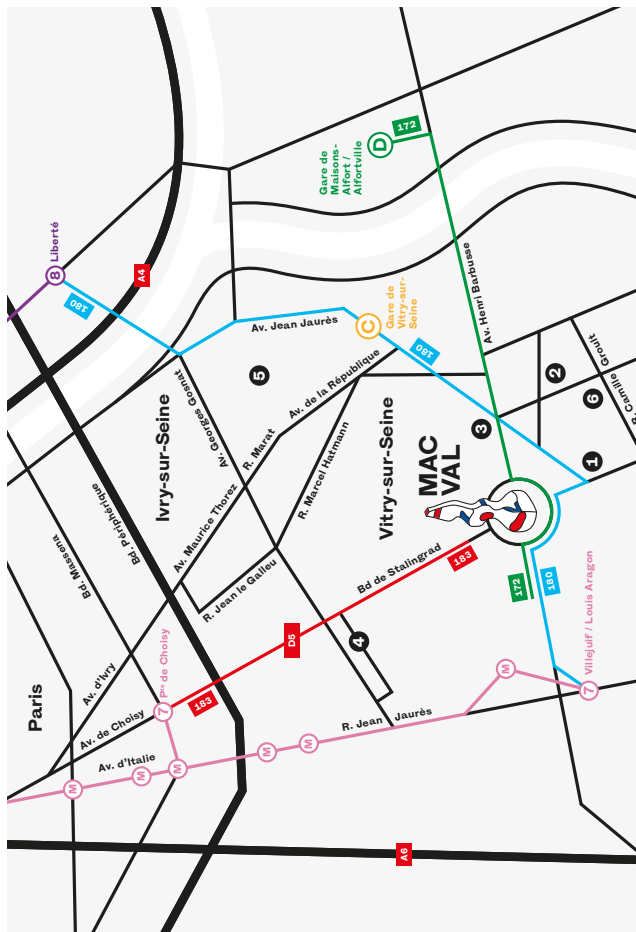 8
Liberté
180
A4
D
172
Gare de
Maisons-
Alfort /
Alfortville
Av. Henri Barbusse
Av. Jean Jaurès
C
Gare de
Vitry-sur-
Seine
180
5
Av. de la République
Av. Georges Gosnat
Ivry-sur-Seine
R. Marat
R. Marcel Hatmann
Vitry-sur-Seine
MAC
VAL
3
2
6
1
R. Camille Groult
Bd. Massena
Bd. Périphérique
Av. Maurice Thorez
R. Jean le Galleu
Bd de Stalingrad
183
172
180
Villejuif / Louis Aragon
7
M
D5
4
Paris
Av. d'Ivry
Pte de Choisy
7
183
Av. de Choisy
Av. d'Italie
M
M
M
M
M
R. Jean Jaurès
A6